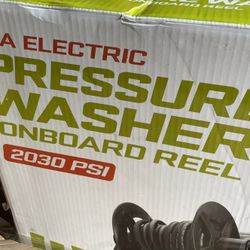 A ELECTRIC
PRESSURE
WASHER
ONBOARD REEL
2030 PSI